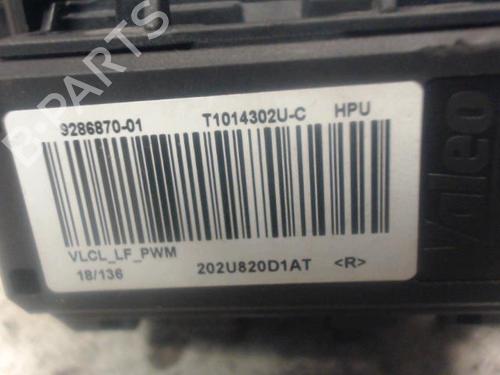 9286870-01 T1014302U-C HPU
VLCL_LF_PWM
18/136 202U820D1AT <R>
Valeo
B-PARTS